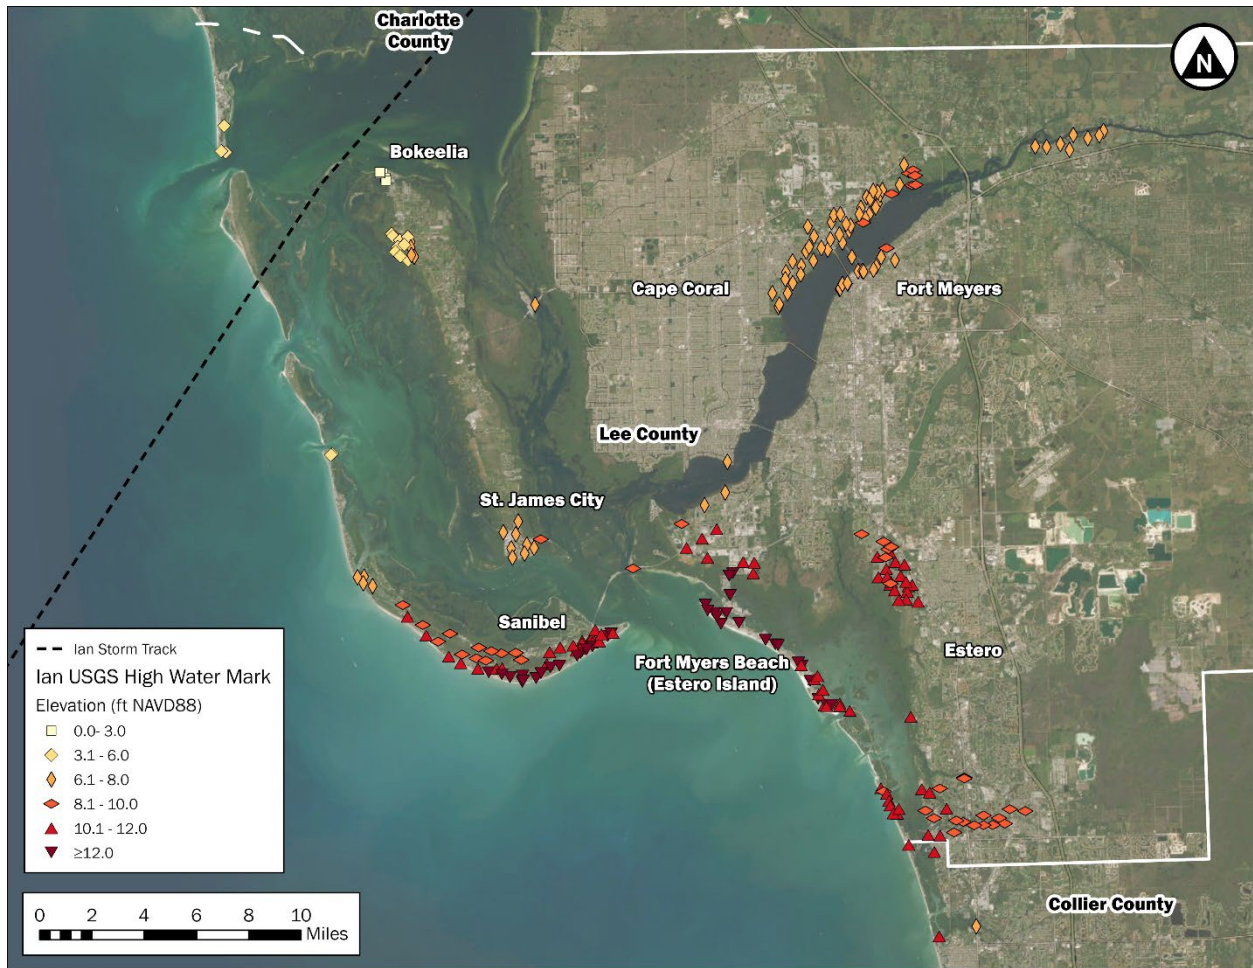 Charlotte
County
N
Bokeelia
Cape Coral
Fort Meyers
Lee County
St. James City
Sanibel
Fort Myers Beach
(Estero Island)
Estero
Collier County
Ian Storm Track
Ian USGS High Water Mark
Elevation (ft NAVD88)
0.0- 3.0
3.1 - 6.0
6.1 - 8.0
8.1 - 10.0
10.1 - 12.0
≥12.0
0 2 4 6 8 10
Miles